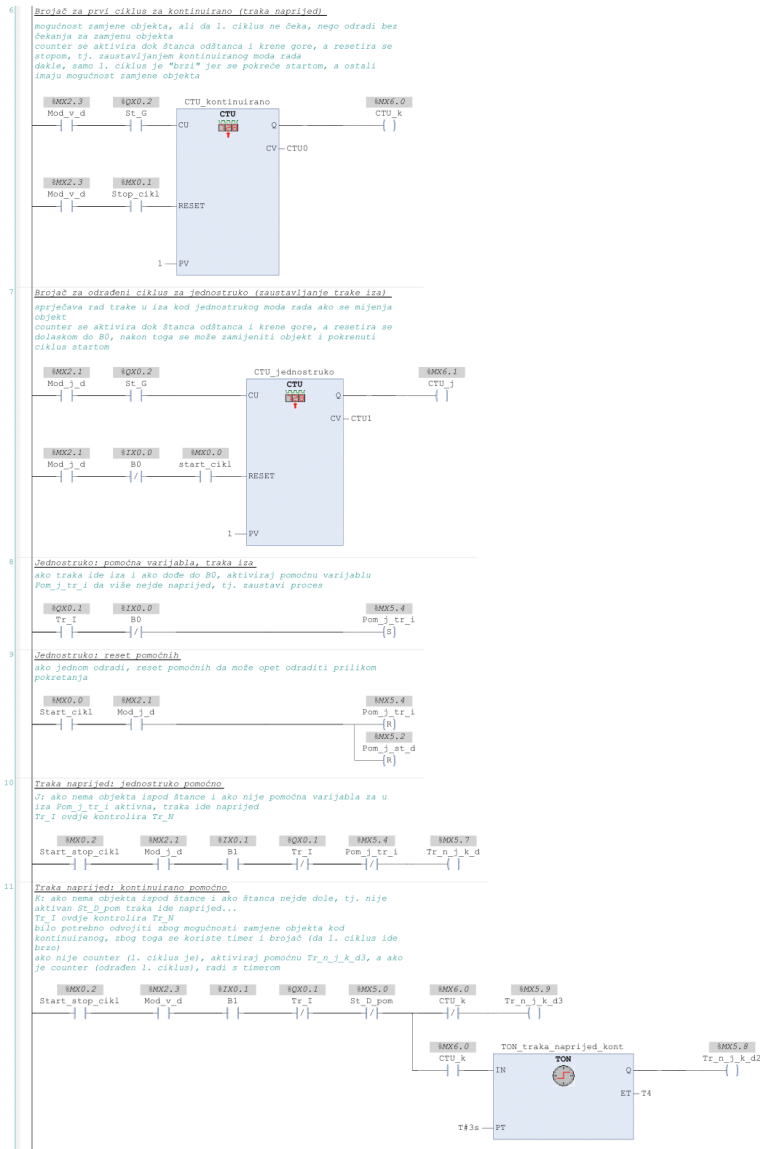 6
Brojač za prvi ciklus za kontinuirano (traka naprijed)
mogućnost zamjene objekta, ali da 1. ciklus ne čeka, nego odradi bez
čekanja za zamjenu objekta
counter se aktivira dok štanca odštanca i krene gore, a resetira se
stopom, tj. zaustavljanjem kontinuiranog moda rada
dakle, samo 1. ciklus je "brzi" jer se pokreće startom, a ostali
imaju mogućnost zamjene objekta
%MX2.3 %QX0.2 CTU_kontinuirano %MX6.0
Mod_v_d St_G CTU CTU_k
CU Q
CV CTU0
%MX2.3 %MX0.1
Mod_v_d Stop_cikl
RESET
1 PV
7
Brojač za odrađeni ciklus za jednostruko (zaustavljanje trake iza)
sprječava rad trake u iza kod jednostrukog moda rada ako se mijenja
objekt
counter se aktivira dok štanca odštanca i krene gore, a resetira se
dolaskom do B0, nakon toga se može zamijeniti objekt i pokrenuti
ciklus startom
%MX2.1 %QX0.2 CTU_jednostruko %MX6.1
Mod_j_d St_G CTU CTU_j
CU Q
CV CTU1
%MX2.1 %IX0.0 %MX0.0
Mod_j_d B0 start_cikl
RESET
1 PV
8
Jednostruko: pomoćna varijabla, traka iza
ako traka ide iza i ako dođe do B0, aktiviraj pomoćnu varijablu
Pom_j_tr_i da više nejde naprijed, tj. zaustavi proces
%QX0.1 %IX0.0 %MX5.4
Tr_I B0 Pom_j_tr_i
S
9
Jednostruko: reset pomoćnih
ako jednom odradi, reset pomoćnih da može opet odraditi prilikom
pokretanja
%MX0.0 %MX2.1 %MX5.4
Start_cikl Mod_j_d Pom_j_tr_i
R
%MX5.2
Pom_j_st_d
R
10
Traka naprijed: jednostruko pomoćno
J: ako nema objekta ispod štance i ako nije pomoćna varijabla za u
iza Pom_j_tr_i aktivna, traka ide naprijed
Tr_I ovdje kontrolira Tr_N
%MX0.2 %MX2.1 %IX0.1 %QX0.1 %MX5.4 %MX5.7
Start_stop_cikl Mod_j_d B1 Tr_I Pom_j_tr_i Tr_n_j_k_d
11
Traka naprijed: kontinuirano pomoćno
K: ako nema objekta ispod štance i ako štanca nejde dole, tj. nije
aktivan St_D_pom traka ide naprijed...
Tr_I ovdje kontrolira Tr_N
bilo potrebno odvojiti zbog mogućnosti zamjene objekta kod
kontinuiranog, zbog toga se koriste timer i brojač (da 1. ciklus ide
brzo)
ako nije counter (1. ciklus je), aktiviraj pomoćnu Tr_n_j_k_d3, a ako
je counter (odrađen 1. ciklus), radi s timerom
%MX0.2 %MX2.3 %IX0.1 %QX0.1 %MX5.0 %MX6.0 %MX5.9
Start_stop_cikl Mod_v_d B1 Tr_I St_D_pom CTU_k Tr_n_j_k_d3
%MX6.0 TON_traka_naprijed_kont %MX5.8
CTU_k TON Tr_n_j_k_d2
IN Q
ET T4
T#3s PT